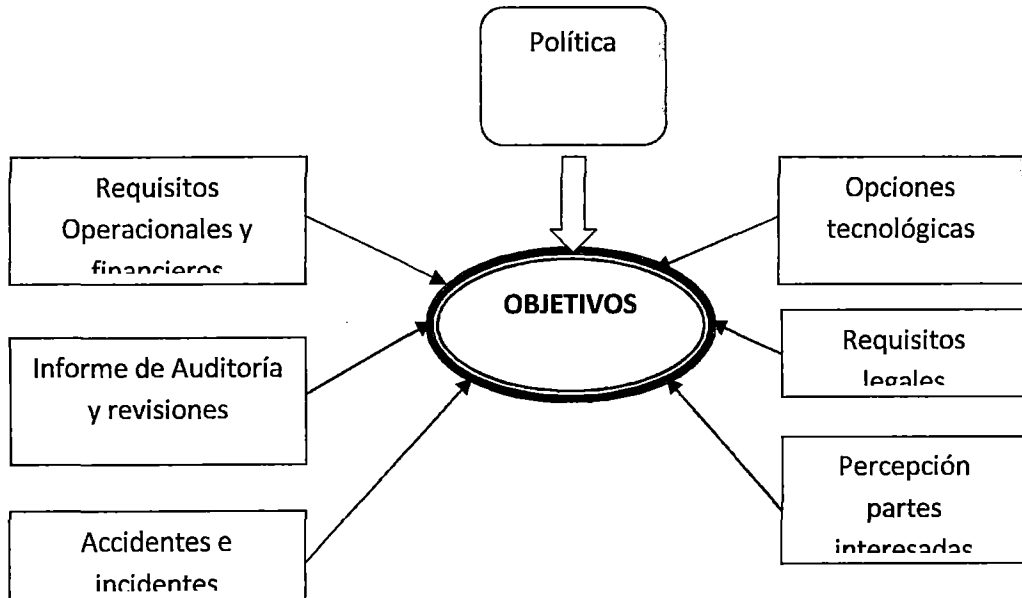 Política
Requisitos
Operacionales y
financieros
Opciones
tecnológicas
OBJETIVOS
Informe de Auditoría
y revisiones
Requisitos
legales
Percepción
partes
interesadas
Accidentes e
incidentes